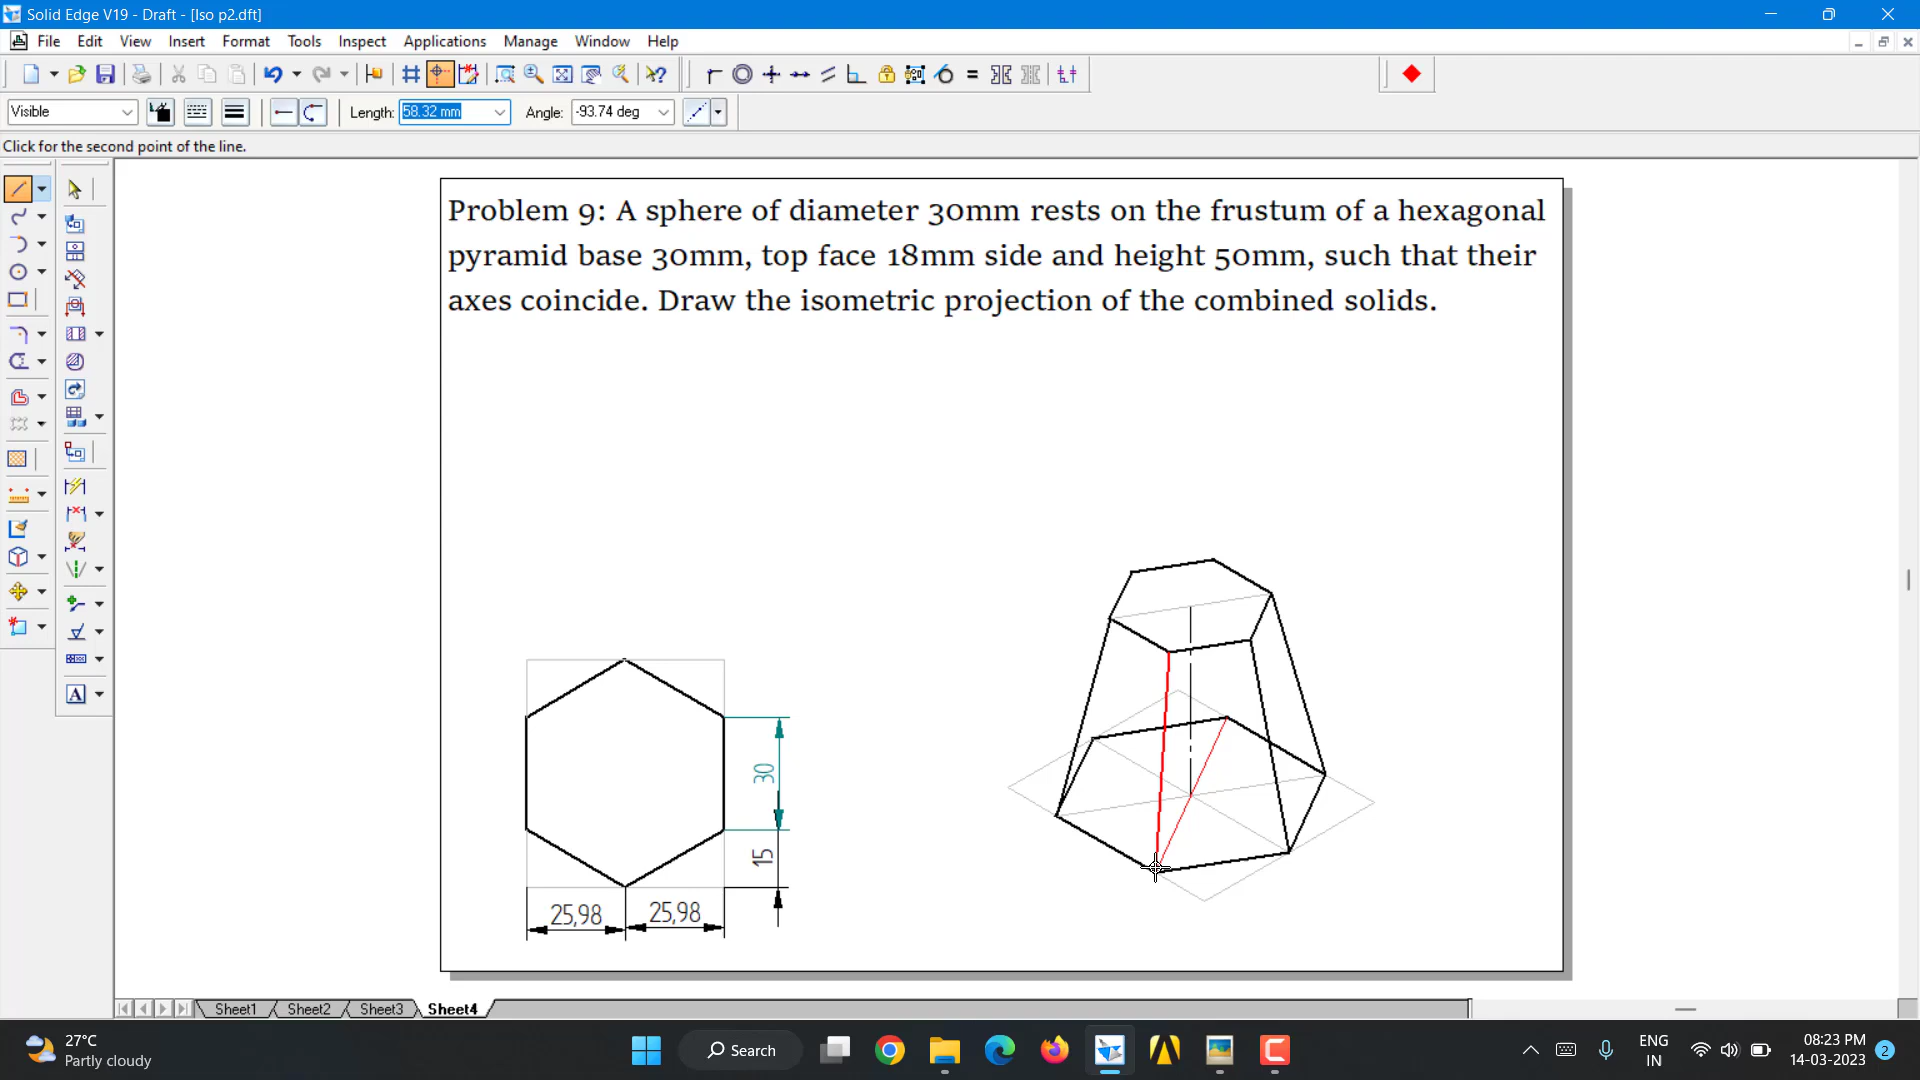 Solid Edge V19 - Draft - [Iso p2.dft]
File Edit View Insert Format Tools Inspect Applications Manage Window Help
Visible Length: 58.32 mm Angle: -93.74 deg
Click for the second point of the line.
Problem 9: A sphere of diameter 30mm rests on the frustum of a hexagonal
pyramid base 30mm, top face 18mm side and height 50mm, such that their
axes coincide. Draw the isometric projection of the combined solids.
30
15
25,98 25,98
A
Sheet1 Sheet2 Sheet3 Sheet4
27°C
Partly cloudy
Search
ENG
IN
08:23 PM
14-03-2023
2